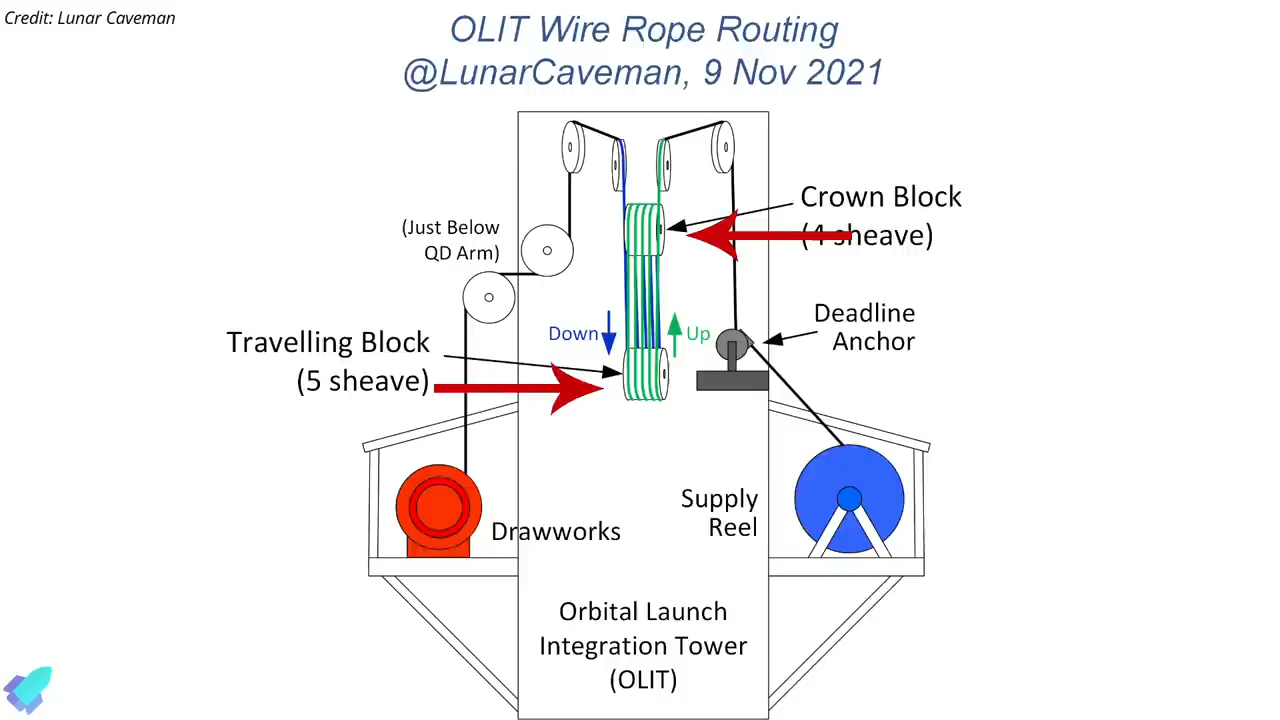 Credit: Lunar Caveman
OLIT Wire Rope Routing
@LunarCaveman, 9 Nov 2021
Crown Block
(4 sheave)
(Just Below
QD Arm)
Deadline
Anchor
Down
Up
Travelling Block
(5 sheave)
Supply
Reel
Drawworks
Orbital Launch
Integration Tower
(OLIT)